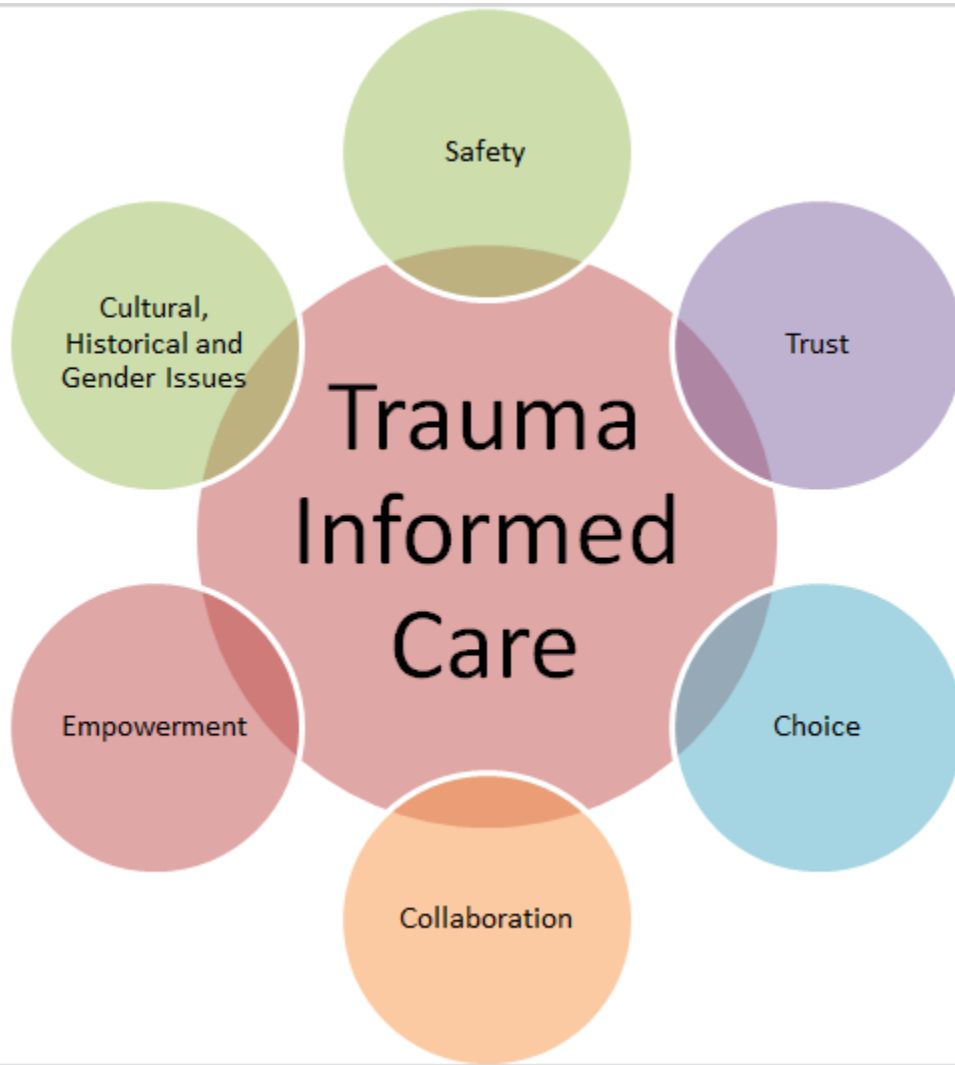 Safety
Cultural,
Historical and
Gender Issues
Trust
Trauma
Informed
Care
Empowerment
Choice
Collaboration